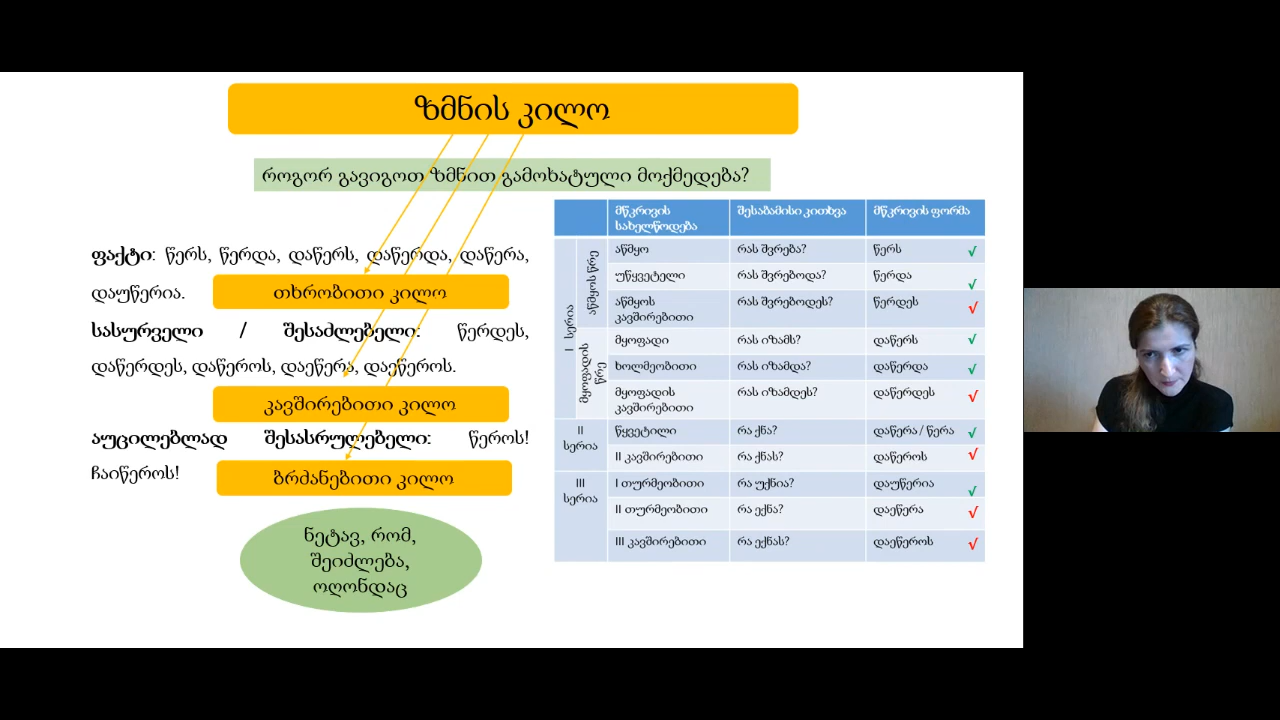 ზმნის კილო
როგორ გავიგოთ ზმნით გამოხატული მოქმედება?
ფაქტი: წერს, წერდა, დაწერს, დაწერდა, დაწერა,
დაუწერია.
თხრობითი კილო
სასურველი / შესაძლებელი: წერდეს,
დაწერდეს, დაწეროს, დაეწერა, დაეწეროს.
კავშირებითი კილო
აუცილებლად შესასრულებელი: წეროს!
ჩაიწეროს!
ბრძანებითი კილო
ნეტავ, რომ,
შეიძლება,
ოღონდაც
მწკრივის სახელწოდება შესაბამისი კითხვა მწკრივის ფორმა
I სერია
აწმყოს წრე
აწმყო რას შვრება? წერს √
უწყვეტელი რას შვრებოდა? წერდა √
აწმყოს კავშირებითი რას შვრებოდეს? წერდეს √
მყოფადის წრე
მყოფადი რას იზამს? დაწერს √
ხოლმეობითი რას იზამდა? დაწერდა √
მყოფადის კავშირებითი რას იზამდეს? დაწერდეს √
II სერია
წყვეტილი რა ქნა? დაწერა / წერა √
II კავშირებითი რა ქნას? დაწეროს √
III სერია
I თურმეობითი რა უქნია? დაუწერია √
II თურმეობითი რა ექნა? დაეწერა √
III კავშირებითი რა ექნას? დაეწეროს √